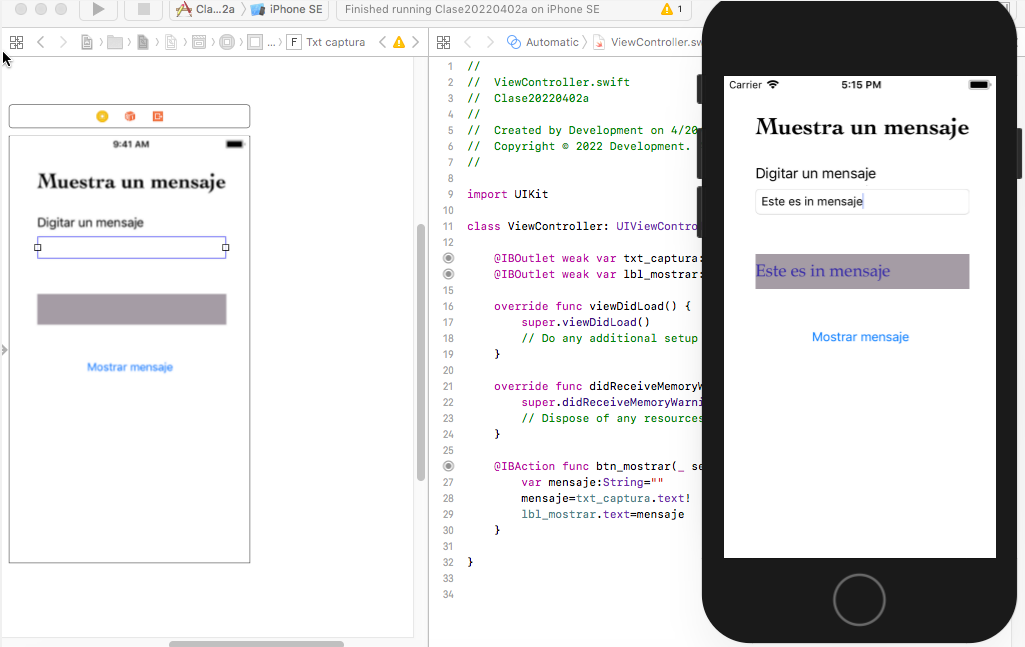 Cla...2a
iPhone SE
Finished running Clase20220402a on iPhone SE
1
...
F
Txt captura
Automatic
ViewController.sw
9:41 AM
Muestra un mensaje
Digitar un mensaje
Mostrar mensaje
1 //
2 //  ViewController.swift
3 //  Clase20220402a
4 //
5 //  Created by Development on 4/20
6 //  Copyright © 2022 Development.
7 //
8
9 import UIKit
10
11 class ViewController: UIViewContro
12
@IBOutlet weak var txt_captura:
@IBOutlet weak var lbl_mostrar:
15
16 override func viewDidLoad() {
17 super.viewDidLoad()
18 // Do any additional setup
19 }
20
21 override func didReceiveMemoryW
22 super.didReceiveMemoryWarni
23 // Dispose of any resources
24 }
25
@IBAction func btn_mostrar(_ se
27 var mensaje:String=""
28 mensaje=txt_captura.text!
29 lbl_mostrar.text=mensaje
30 }
31
32 }
33
34
Carrier
5:15 PM
Muestra un mensaje
Digitar un mensaje
Este es in mensaje
Este es in mensaje
Mostrar mensaje